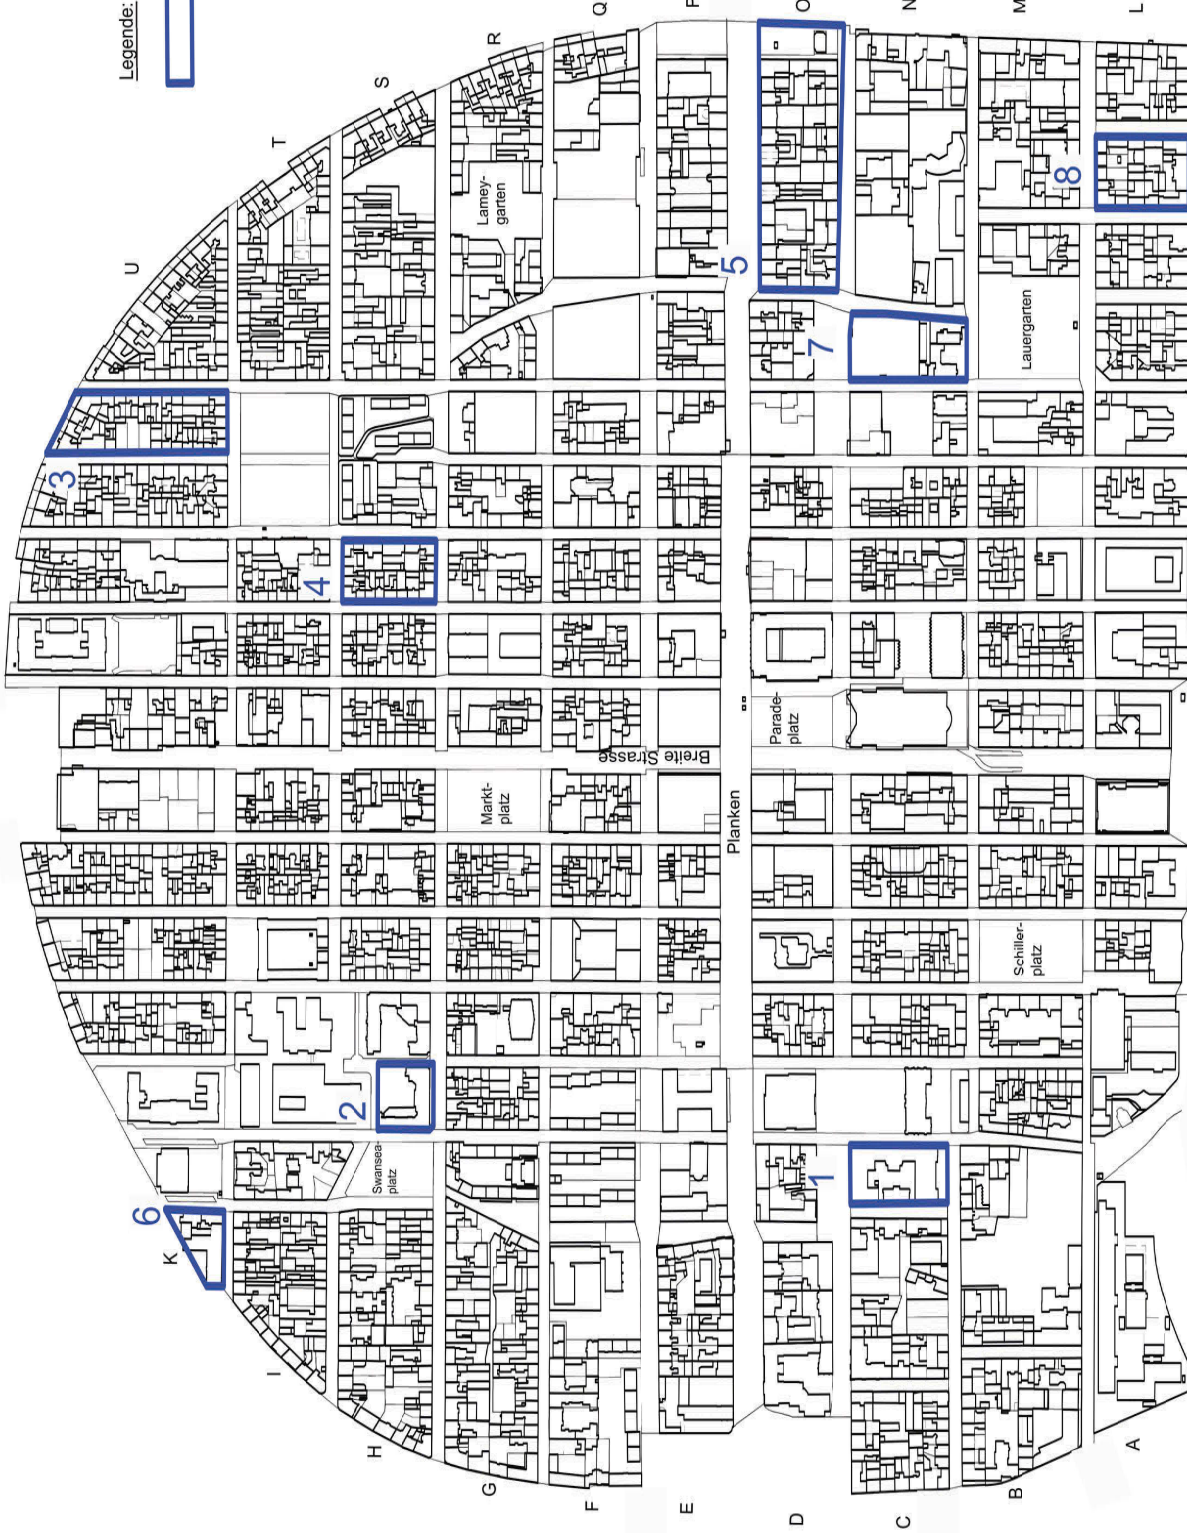 Legende:
U
T
S
R
Q
P
O
N
M
L
K
I
H
G
F
E
D
C
B
A
Lamey-
garten
Lauergarten
Markt-
platz
Breite Strasse
Parade-
platz
Planken
Schiller-
platz
Swansea-
platz
1
2
3
4
5
6
7
8